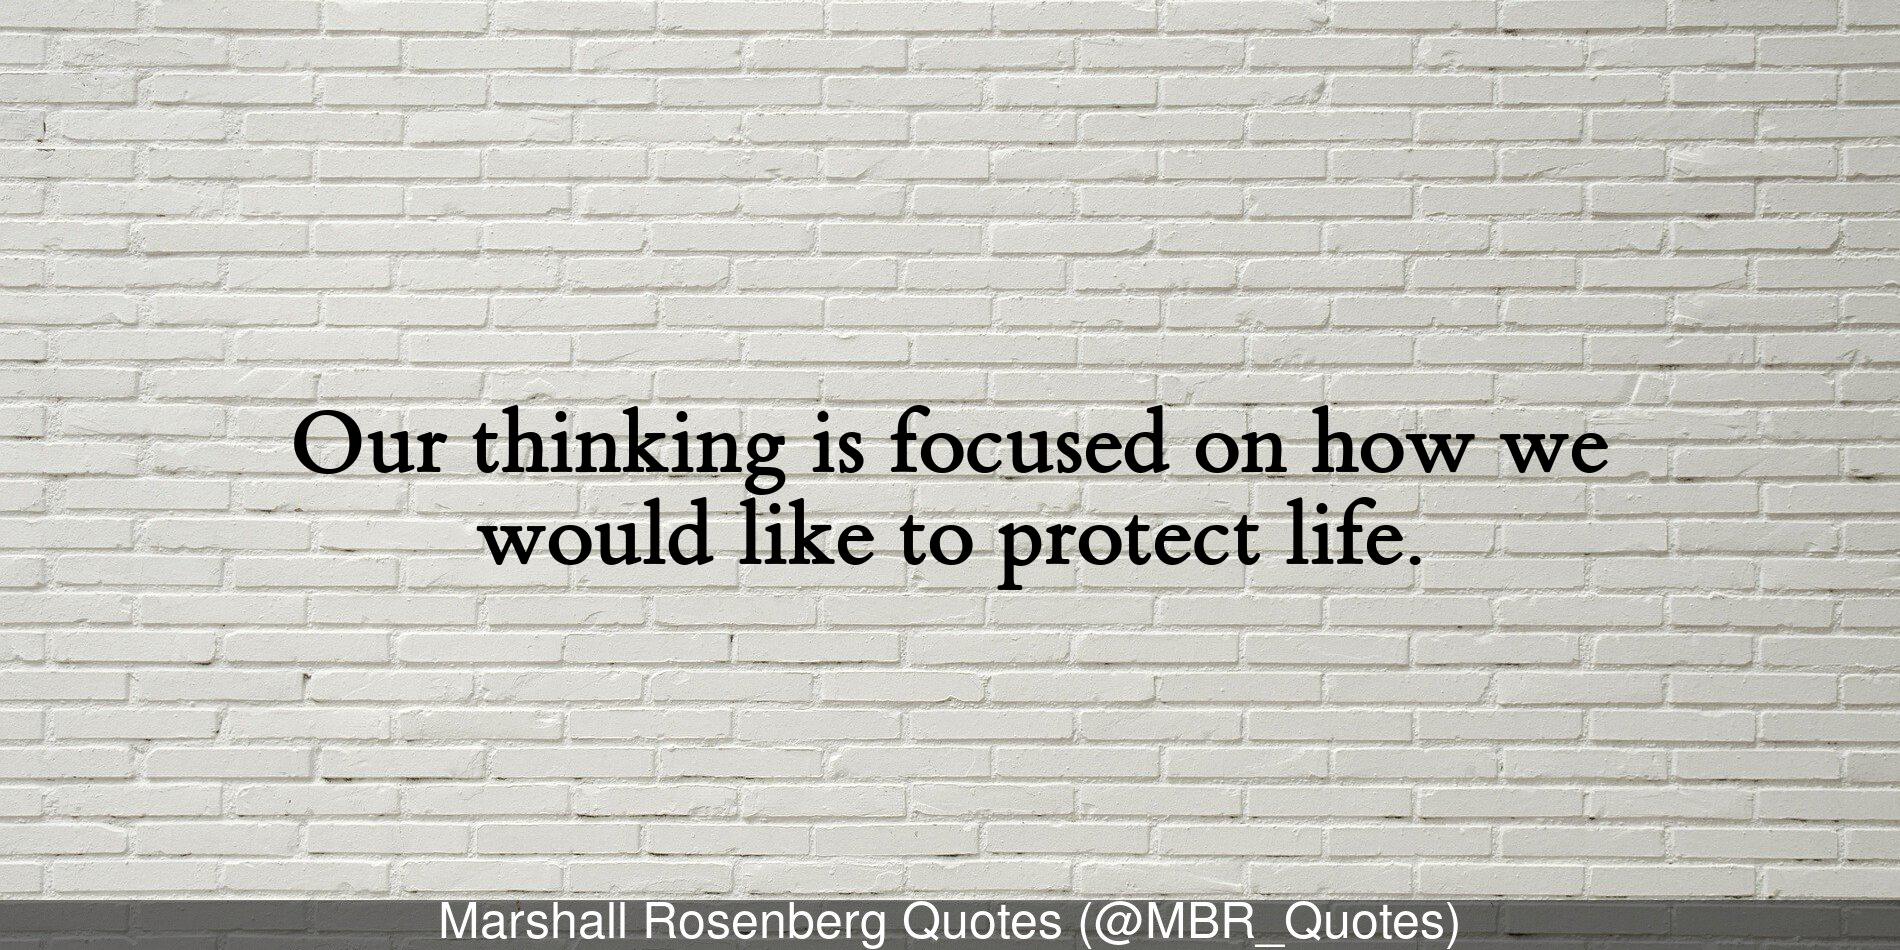 Our thinking is focused on how we
would like to protect life.
Marshall Rosenberg Quotes (@MBR_Quotes)